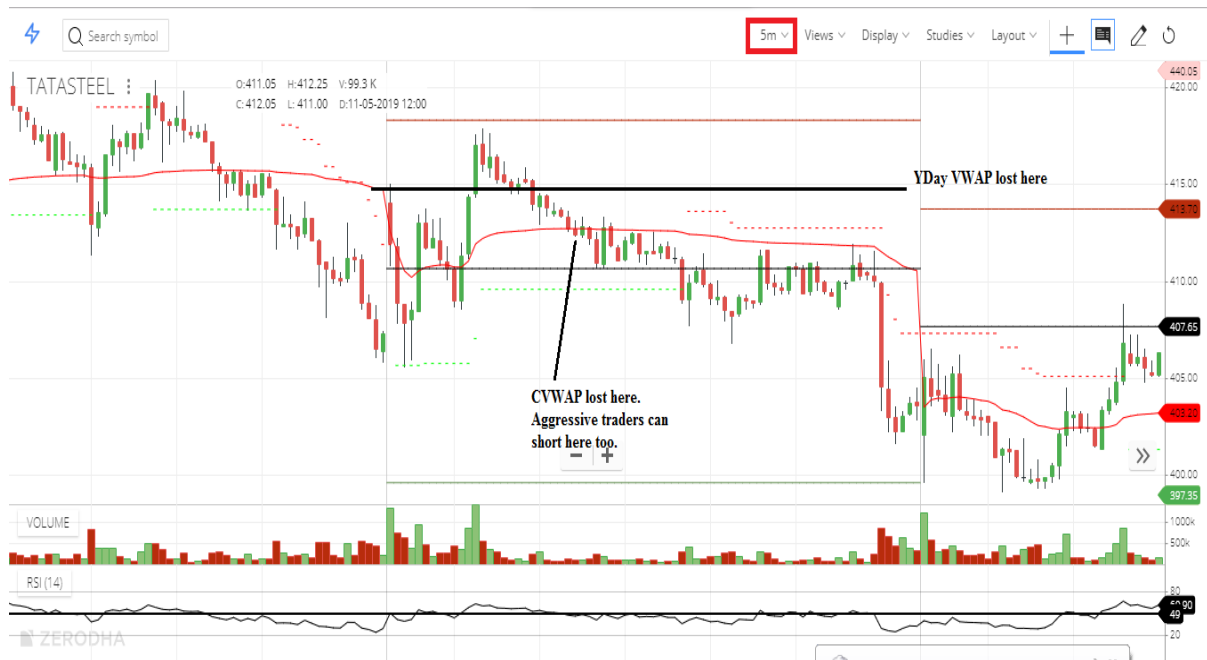 Search symbol
5m
Views
Display
Studies
Layout
TATASTEEL
O:411.05 H:412.25 V:99.3 K
C: 412.05 L: 411.00 D:11-05-2019 12:00
440.05
420.00
YDay VWAP lost here
415.00
413.70
410.00
407.65
405.00
CVWAP lost here.
Aggressive traders can
short here too.
403.20
− +
400.00
397.35
VOLUME
1000k
500k
RSI (14)
80
49
20
ZERODHA